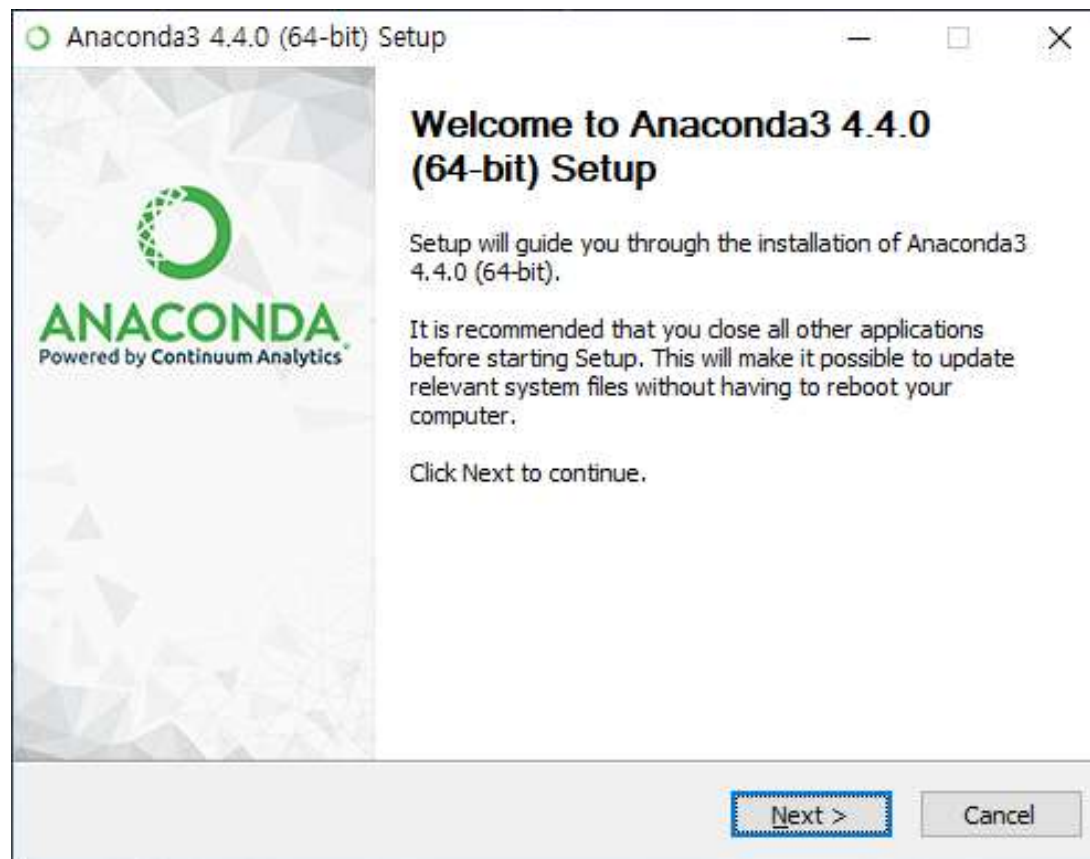 Anaconda3 4.4.0 (64-bit) Setup
Welcome to Anaconda3 4.4.0
(64-bit) Setup
Setup will guide you through the installation of Anaconda3
4.4.0 (64-bit).
It is recommended that you close all other applications
before starting Setup. This will make it possible to update
relevant system files without having to reboot your
computer.
Click Next to continue.
ANACONDA
Powered by Continuum Analytics
Next >
Cancel